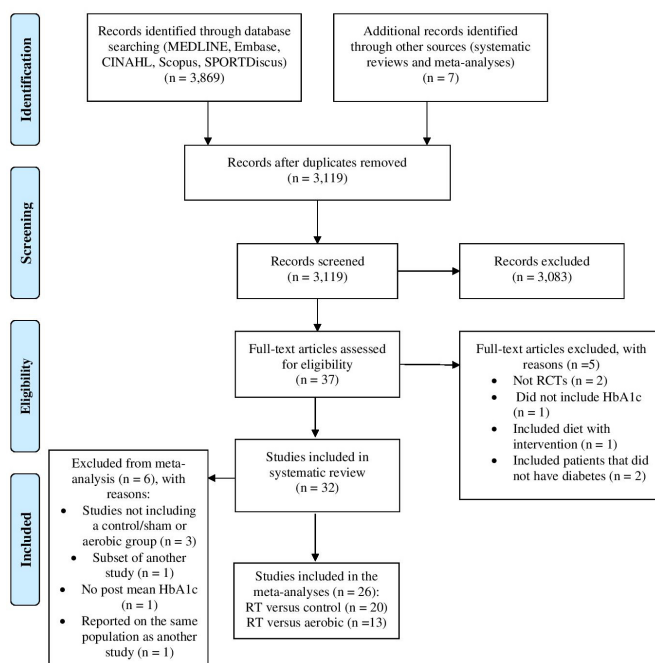 Identification
Records identified through database
searching (MEDLINE, Embase,
CINAHL, Scopus, SPORTDiscus)
(n = 3,869)
Additional records identified
through other sources (systematic
reviews and meta-analyses)
(n = 7)
Records after duplicates removed
(n = 3,119)
Screening
Records screened
(n = 3,119)
Records excluded
(n = 3,083)
Eligibility
Full-text articles assessed
for eligibility
(n = 37)
Full-text articles excluded, with
reasons (n =5)
• Not RCTs (n = 2)
• Did not include HbA1c
(n = 1)
• Included diet with
intervention (n = 1)
• Included patients that did
not have diabetes (n = 2)
Included
Studies included in
systematic review
(n = 32)
Excluded from meta-
analysis (n = 6), with
reasons:
• Studies not including
a control/sham or
aerobic group (n = 3)
• Subset of another
study (n = 1)
• No post mean HbA1c
(n = 1)
• Reported on the same
population as another
study (n = 1)
Studies included in the
meta-analyses (n = 26):
RT versus control (n = 20)
RT versus aerobic (n =13)